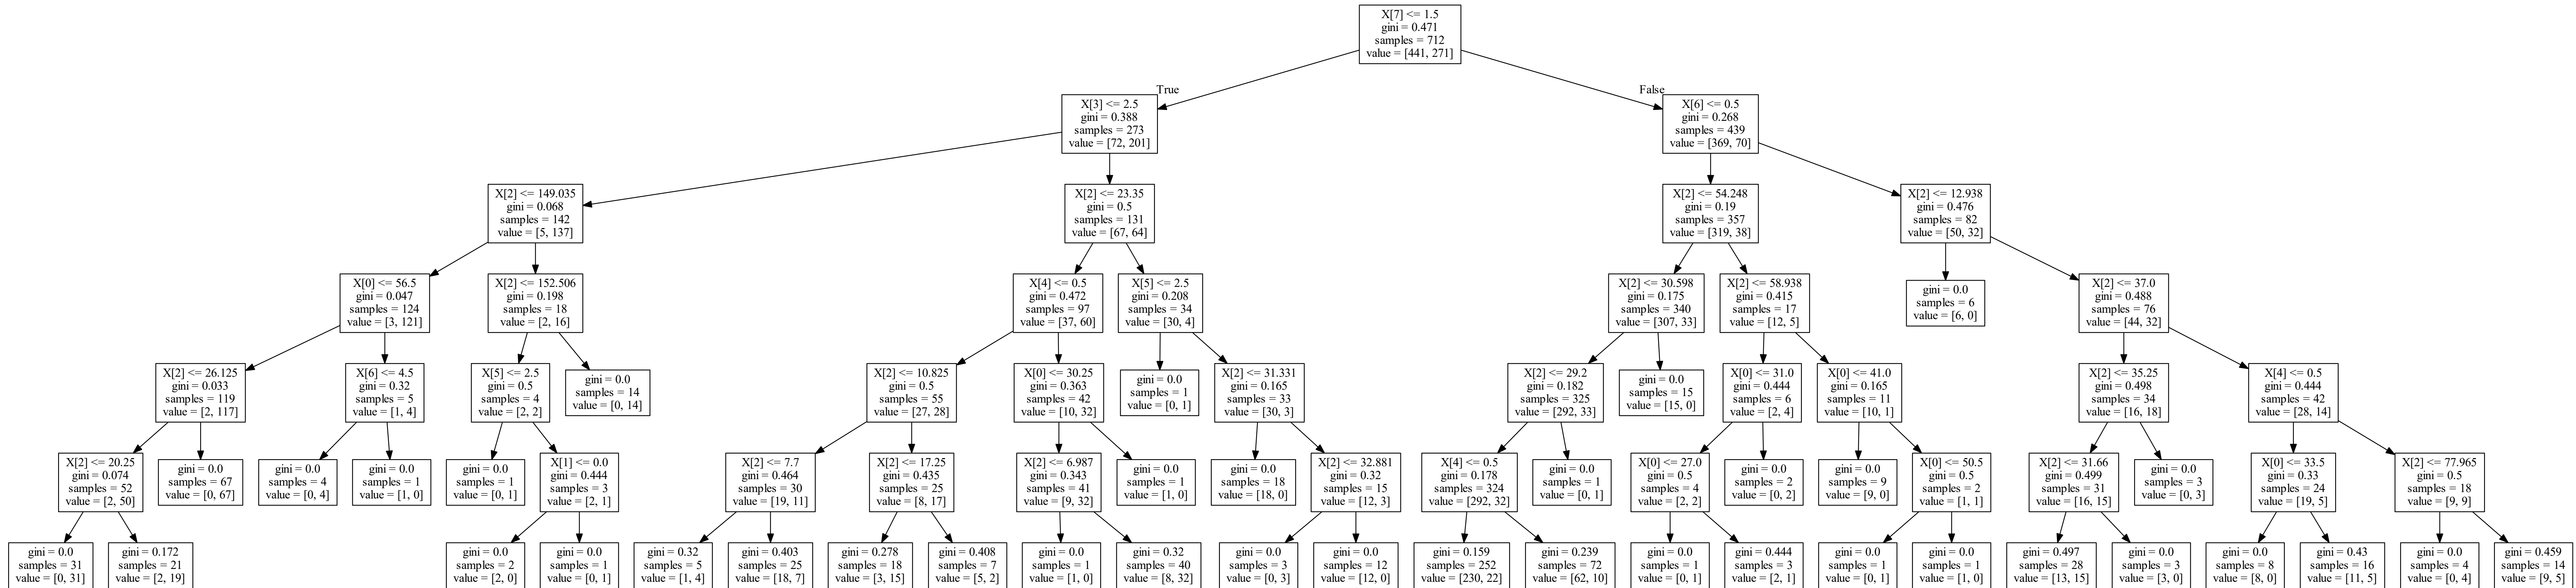 X[7] <= 1.5
gini = 0.471
samples = 712
value = [441, 271]
True
False
X[3] <= 2.5
gini = 0.388
samples = 273
value = [72, 201]
X[6] <= 0.5
gini = 0.268
samples = 439
value = [369, 70]
X[2] <= 149.035
gini = 0.068
samples = 142
value = [5, 137]
X[2] <= 23.35
gini = 0.5
samples = 131
value = [67, 64]
X[2] <= 54.248
gini = 0.19
samples = 357
value = [319, 38]
X[2] <= 12.938
gini = 0.476
samples = 82
value = [50, 32]
X[0] <= 56.5
gini = 0.047
samples = 124
value = [3, 121]
X[2] <= 152.506
gini = 0.198
samples = 18
value = [2, 16]
X[4] <= 0.5
gini = 0.472
samples = 97
value = [37, 60]
X[5] <= 2.5
gini = 0.208
samples = 34
value = [30, 4]
X[2] <= 30.598
gini = 0.175
samples = 340
value = [307, 33]
X[2] <= 58.938
gini = 0.415
samples = 17
value = [12, 5]
gini = 0.0
samples = 6
value = [6, 0]
X[2] <= 37.0
gini = 0.488
samples = 76
value = [44, 32]
X[2] <= 26.125
gini = 0.033
samples = 119
value = [2, 117]
X[6] <= 4.5
gini = 0.32
samples = 5
value = [1, 4]
X[5] <= 2.5
gini = 0.5
samples = 4
value = [2, 2]
gini = 0.0
samples = 14
value = [0, 14]
X[2] <= 10.825
gini = 0.5
samples = 55
value = [27, 28]
X[0] <= 30.25
gini = 0.363
samples = 42
value = [10, 32]
gini = 0.0
samples = 1
value = [0, 1]
X[2] <= 31.331
gini = 0.165
samples = 33
value = [30, 3]
X[2] <= 29.2
gini = 0.182
samples = 325
value = [292, 33]
gini = 0.0
samples = 15
value = [15, 0]
X[0] <= 31.0
gini = 0.444
samples = 6
value = [2, 4]
X[0] <= 41.0
gini = 0.165
samples = 11
value = [10, 1]
X[2] <= 35.25
gini = 0.498
samples = 34
value = [16, 18]
X[4] <= 0.5
gini = 0.444
samples = 42
value = [28, 14]
X[2] <= 20.25
gini = 0.074
samples = 52
value = [2, 50]
gini = 0.0
samples = 67
value = [0, 67]
gini = 0.0
samples = 4
value = [0, 4]
gini = 0.0
samples = 1
value = [1, 0]
gini = 0.0
samples = 1
value = [0, 1]
X[1] <= 0.0
gini = 0.444
samples = 3
value = [2, 1]
X[2] <= 7.7
gini = 0.464
samples = 30
value = [19, 11]
X[2] <= 17.25
gini = 0.435
samples = 25
value = [8, 17]
X[2] <= 6.987
gini = 0.343
samples = 41
value = [9, 32]
gini = 0.0
samples = 1
value = [1, 0]
gini = 0.0
samples = 18
value = [18, 0]
X[2] <= 32.881
gini = 0.32
samples = 15
value = [12, 3]
X[4] <= 0.5
gini = 0.178
samples = 324
value = [292, 32]
gini = 0.0
samples = 1
value = [0, 1]
X[0] <= 27.0
gini = 0.5
samples = 4
value = [2, 2]
gini = 0.0
samples = 2
value = [0, 2]
gini = 0.0
samples = 9
value = [9, 0]
X[0] <= 50.5
gini = 0.5
samples = 2
value = [1, 1]
X[2] <= 31.66
gini = 0.499
samples = 31
value = [16, 15]
gini = 0.0
samples = 3
value = [0, 3]
X[0] <= 33.5
gini = 0.33
samples = 24
value = [19, 5]
X[2] <= 77.965
gini = 0.5
samples = 18
value = [9, 9]
gini = 0.0
samples = 31
value = [0, 31]
gini = 0.172
samples = 21
value = [2, 19]
gini = 0.0
samples = 2
value = [2, 0]
gini = 0.0
samples = 1
value = [0, 1]
gini = 0.32
samples = 5
value = [1, 4]
gini = 0.403
samples = 25
value = [18, 7]
gini = 0.278
samples = 18
value = [3, 15]
gini = 0.408
samples = 7
value = [5, 2]
gini = 0.0
samples = 1
value = [1, 0]
gini = 0.32
samples = 40
value = [8, 32]
gini = 0.0
samples = 3
value = [0, 3]
gini = 0.0
samples = 12
value = [12, 0]
gini = 0.159
samples = 252
value = [230, 22]
gini = 0.239
samples = 72
value = [62, 10]
gini = 0.0
samples = 1
value = [0, 1]
gini = 0.444
samples = 3
value = [2, 1]
gini = 0.0
samples = 1
value = [0, 1]
gini = 0.0
samples = 1
value = [1, 0]
gini = 0.497
samples = 28
value = [13, 15]
gini = 0.0
samples = 3
value = [3, 0]
gini = 0.0
samples = 8
value = [8, 0]
gini = 0.43
samples = 16
value = [11, 5]
gini = 0.0
samples = 4
value = [0, 4]
gini = 0.459
samples = 14
value = [9, 5]